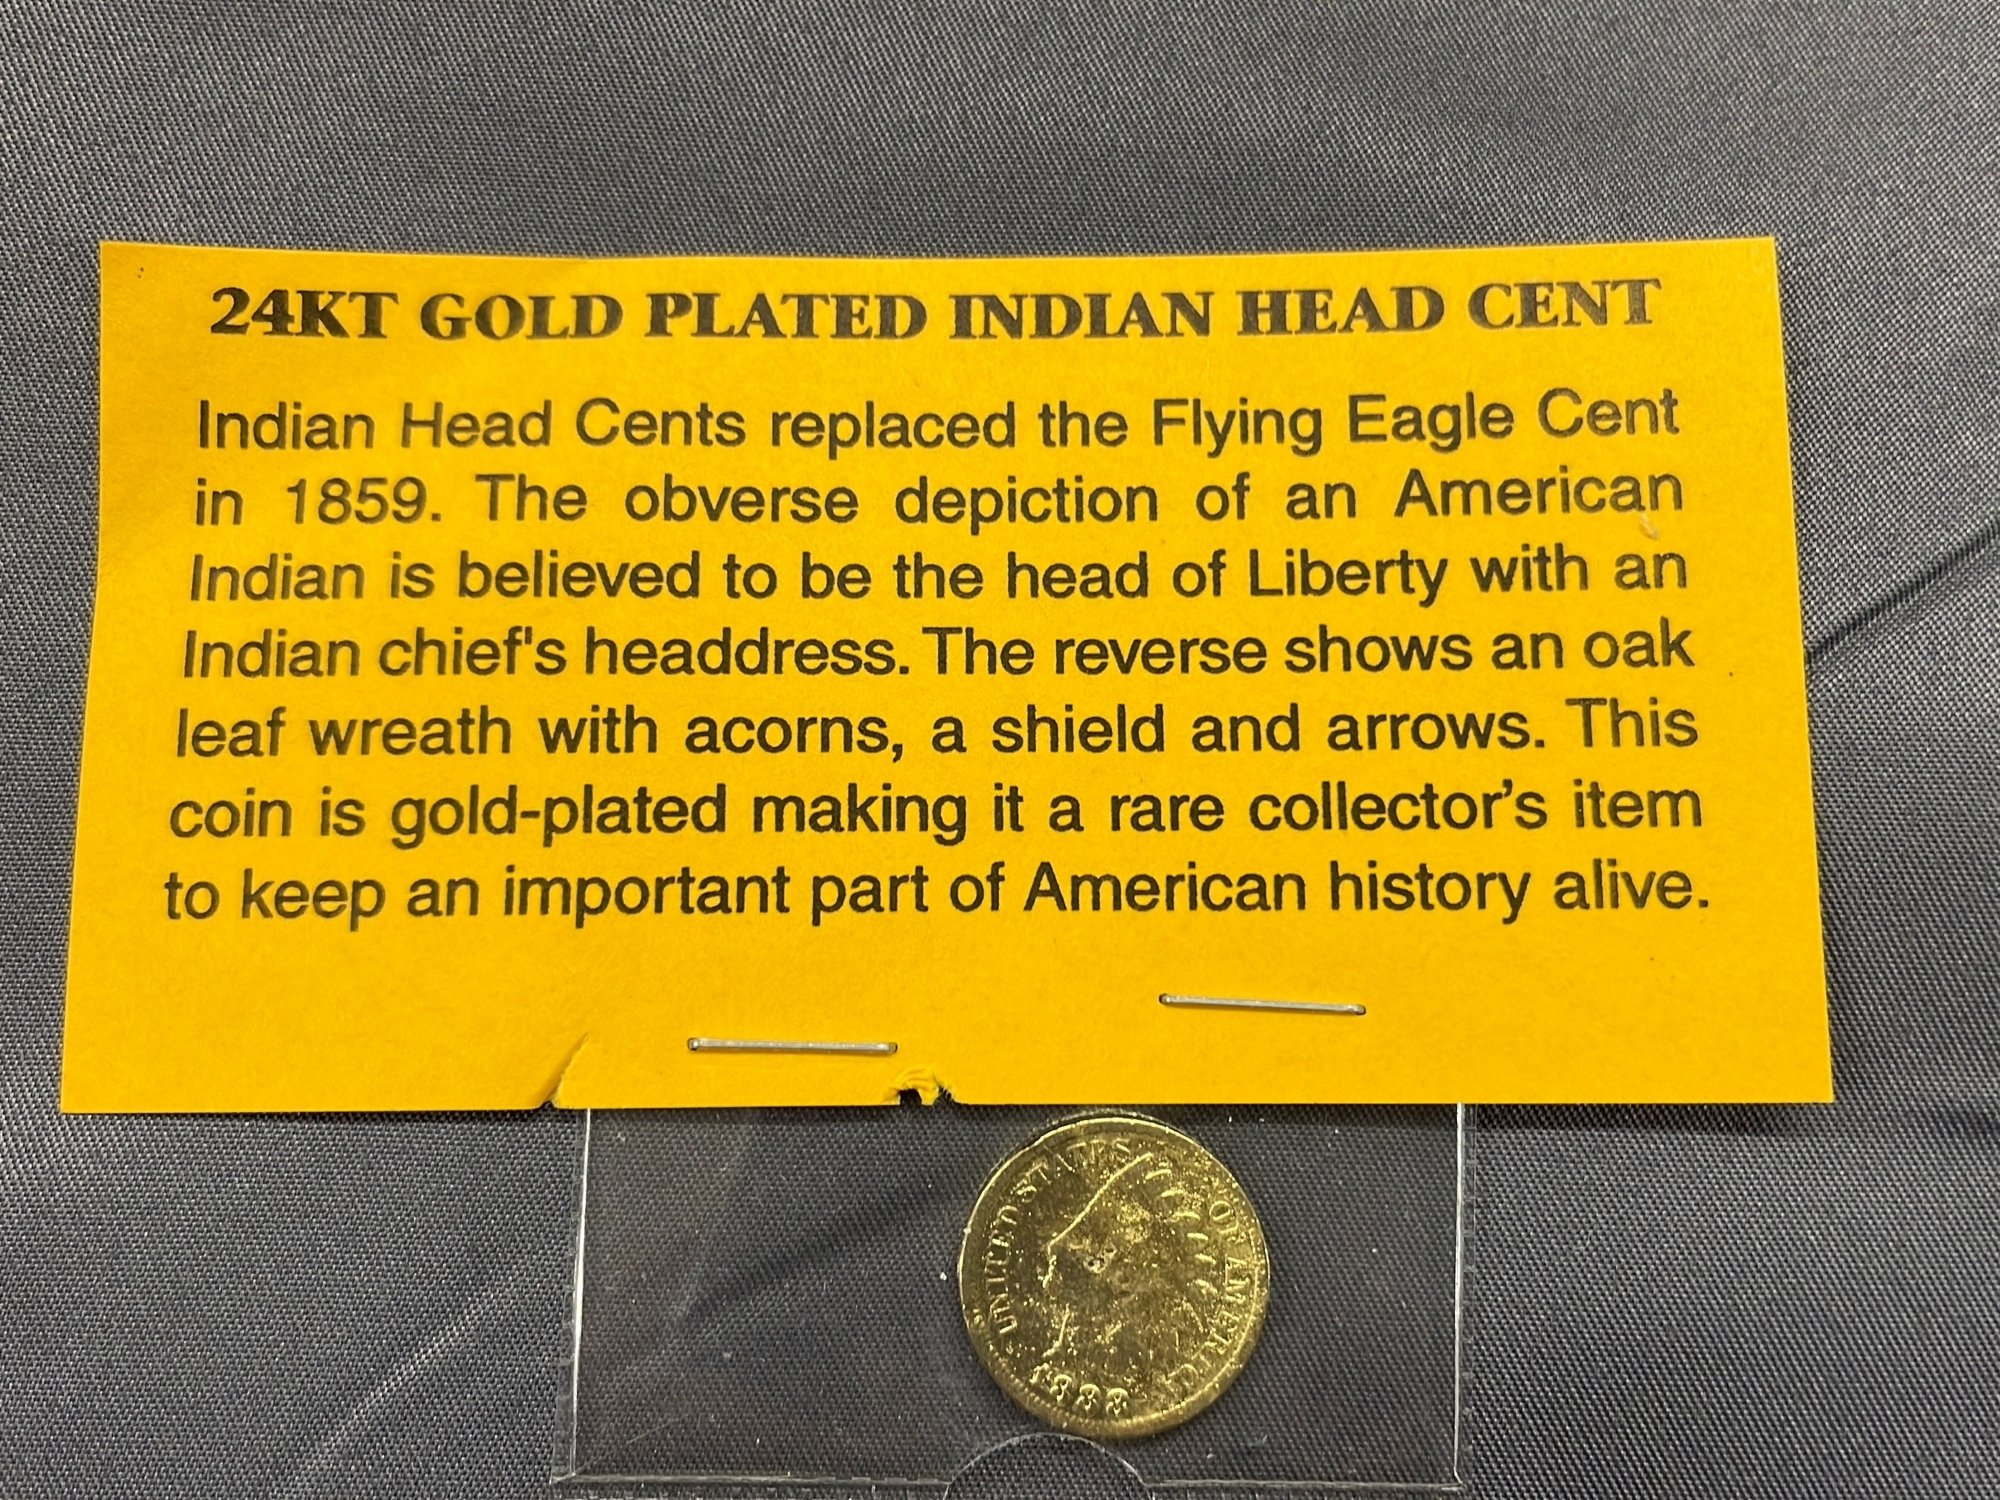 24KT GOLD PLATED INDIAN HEAD CENT
Indian Head Cents replaced the Flying Eagle Cent
in 1859. The obverse depiction of an American
Indian is believed to be the head of Liberty with an
Indian chief's headdress. The reverse shows an oak
leaf wreath with acorns, a shield and arrows. This
coin is gold-plated making it a rare collector's item
to keep an important part of American history alive.
UNITED STATES OF AMERICA
1888